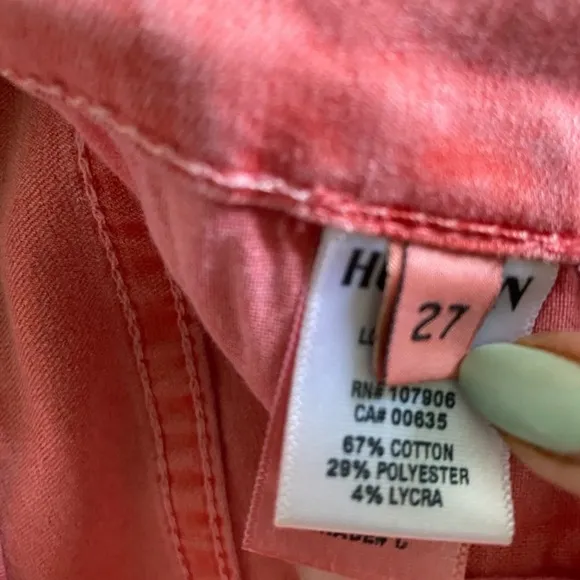 27
RN# 107906
CA# 00635
67% COTTON
29% POLYESTER
4% LYCRA